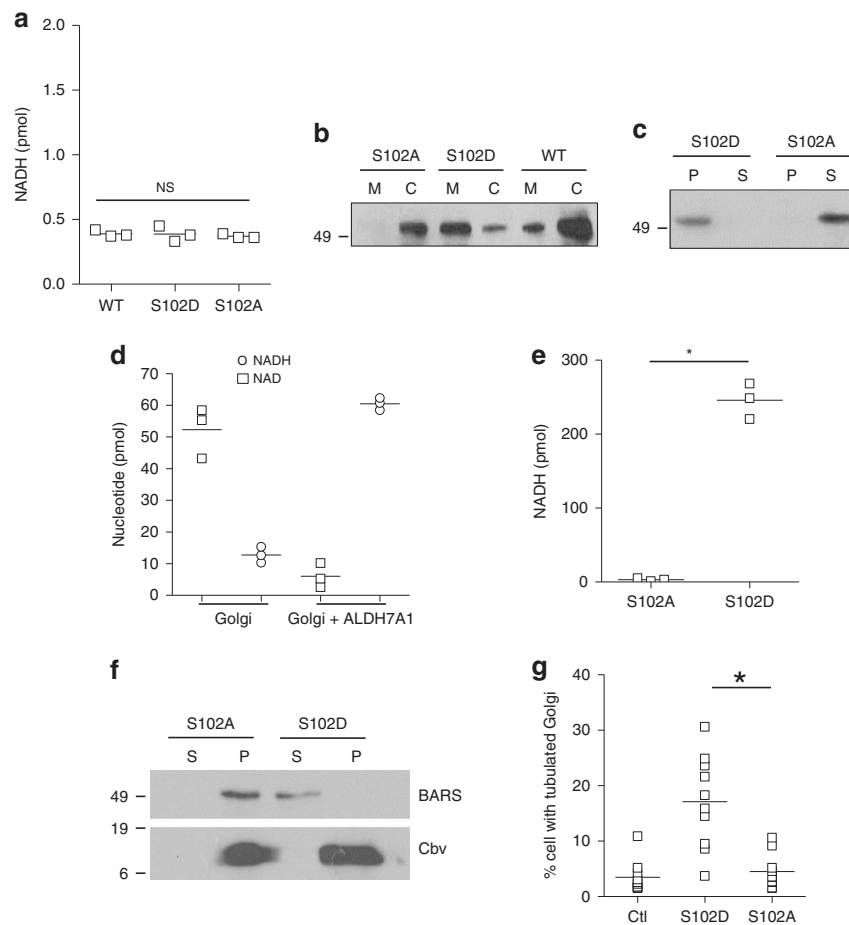 a
2.0
1.5
1.0
0.5
0.0
NADH (pmol)
NS
WT S102D S102A
b
S102A S102D WT
M C M C M C
49
c
S102D S102A
P S P S
49
d
NADH
NAD
70
60
50
40
30
20
10
0
Nucleotide (pmol)
Golgi Golgi + ALDH7A1
e
*
300
200
100
0
NADH (pmol)
S102A S102D
f
S102A S102D
S P S P
49 BARS
19
Cbv
6
g
*
40
30
20
10
0
% cell with tubulated Golgi
Ctl S102D S102A